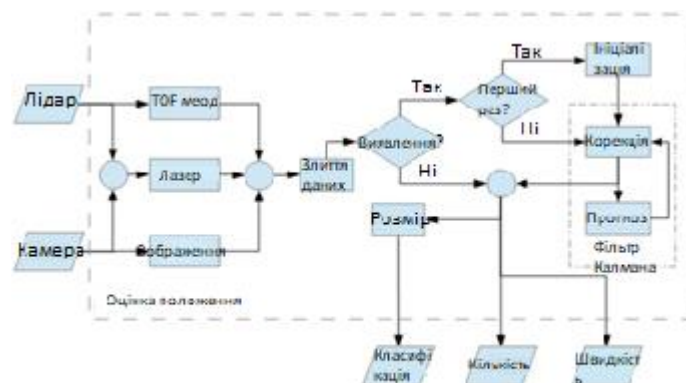 Так
Ініціалі
зація
Лідар
TOF меод
Так
Перший
раз?
Ні
Виявлення?
Корекція
Лазер
Злиття
даних
Ні
Розмір
Прогноз
Камера
Зображення
Фільтр
Калмана
Оцінка положення
Класифі
кація
Кількість
Швидкіст
ь